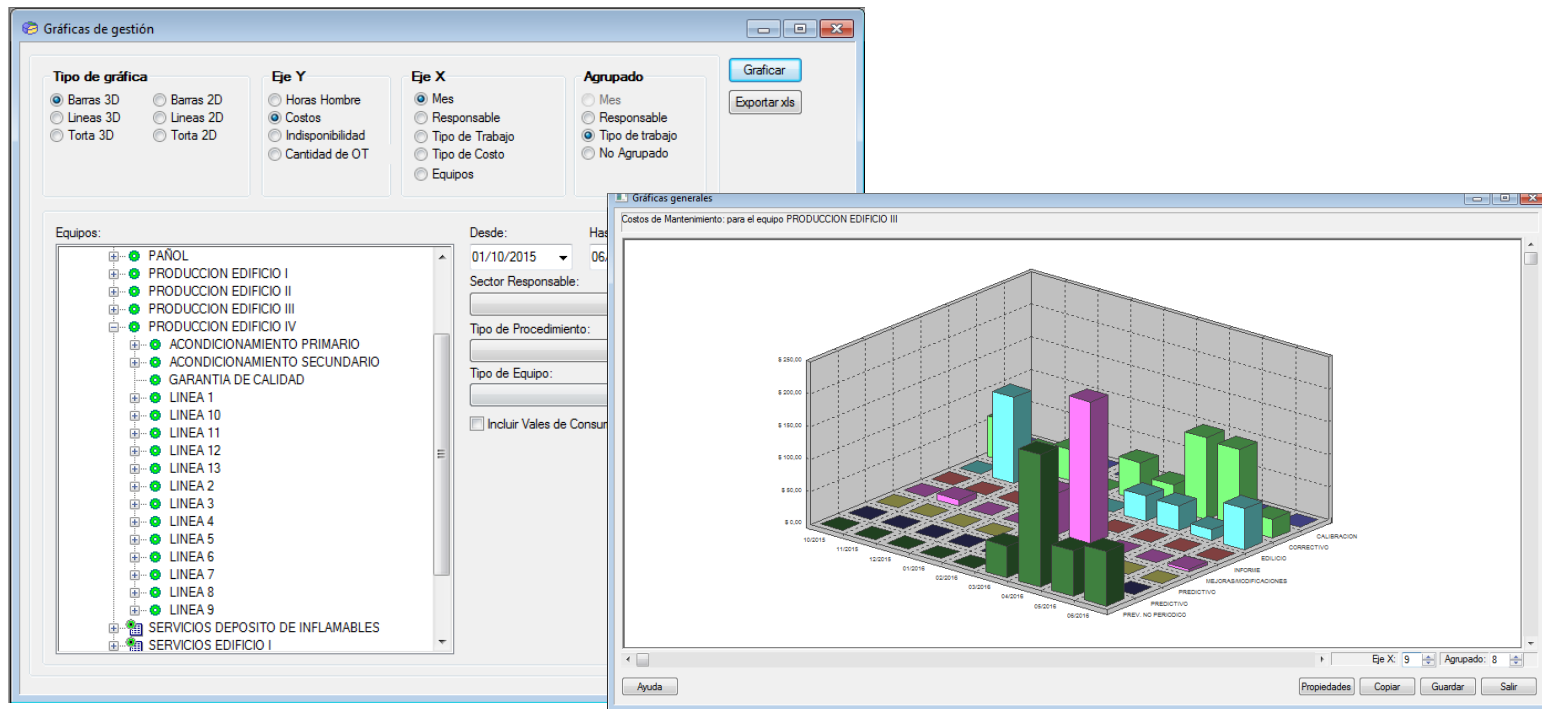 Gráficas de gestión
Tipo de gráfica
Barras 3D Barras 2D
Lineas 3D Lineas 2D
Torta 3D Torta 2D
Eje Y
Horas Hombre
Costos
Indisponibilidad
Cantidad de OT
Eje X
Mes
Responsable
Tipo de Trabajo
Tipo de Costo
Equipos
Agrupado
Mes
Responsable
Tipo de trabajo
No Agrupado
Graficar
Exportar xls
Equipos:
PAÑOL
PRODUCCION EDIFICIO I
PRODUCCION EDIFICIO II
PRODUCCION EDIFICIO III
PRODUCCION EDIFICIO IV
ACONDICIONAMIENTO PRIMARIO
ACONDICIONAMIENTO SECUNDARIO
GARANTIA DE CALIDAD
LINEA 1
LINEA 10
LINEA 11
LINEA 12
LINEA 13
LINEA 2
LINEA 3
LINEA 4
LINEA 5
LINEA 6
LINEA 7
LINEA 8
LINEA 9
SERVICIOS DEPOSITO DE INFLAMABLES
SERVICIOS EDIFICIO I
Desde: Has
01/10/2015 06/
Sector Responsable:
Tipo de Procedimiento:
Tipo de Equipo:
Incluir Vales de Consum
Gráficas generales
Costos de Mantenimiento: para el equipo PRODUCCION EDIFICIO III
$ 250,00
$ 200,00
$ 150,00
$ 100,00
$ 50,00
$ 0,00
10/2015
11/2015
12/2015
01/2016
02/2016
03/2016
04/2016
05/2016
06/2016
CALIBRACION
CORRECTIVO
EDILICIO
INFORME
MEJORAS/MODIFICACIONES
PREDICTIVO
PREDICTIVO
PREV. NO PERIODICO
Eje X: 9 Agrupado: 8
Ayuda Propiedades Copiar Guardar Salir